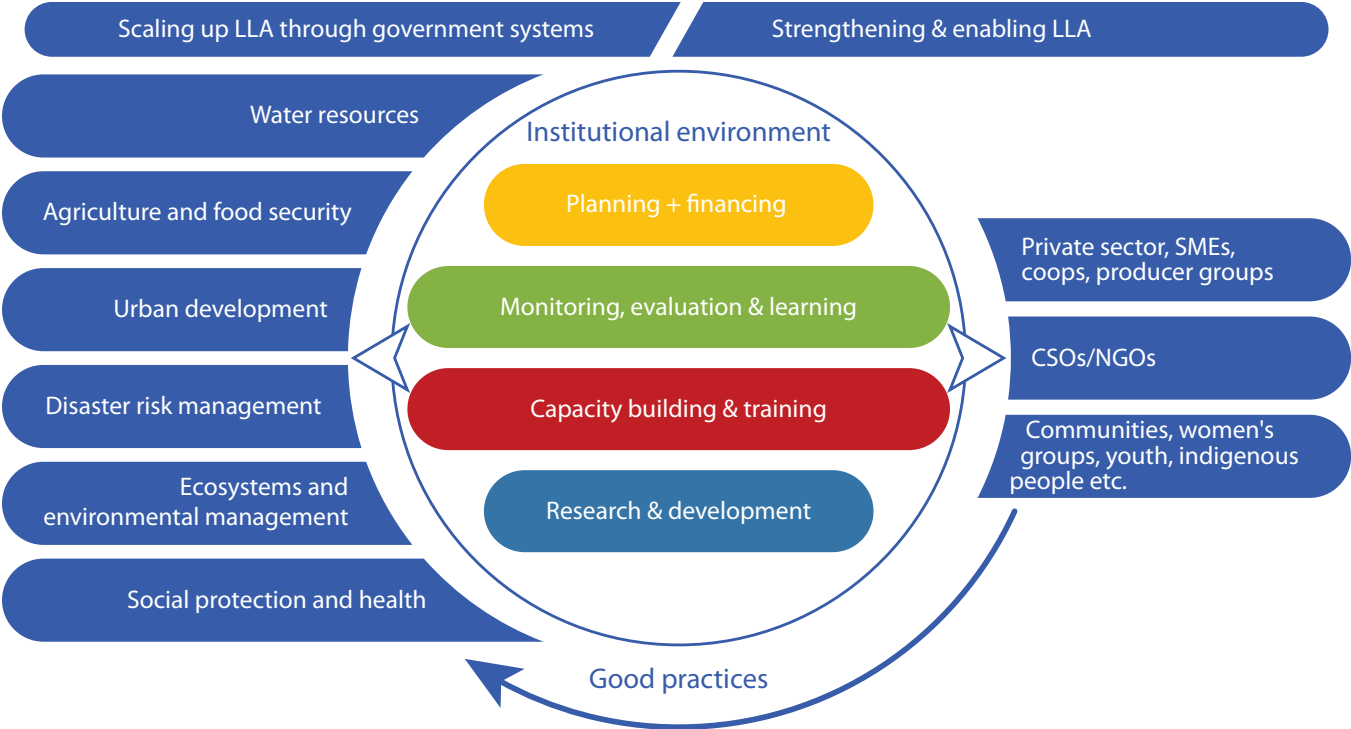 Scaling up LLA through government systems
Strengthening & enabling LLA
Water resources
Agriculture and food security
Urban development
Disaster risk management
Ecosystems and
environmental management
Social protection and health
Institutional environment
Planning + financing
Monitoring, evaluation & learning
Capacity building & training
Research & development
Private sector, SMEs,
coops, producer groups
CSOs/NGOs
Communities, women's
groups, youth, indigenous
people etc.
Good practices